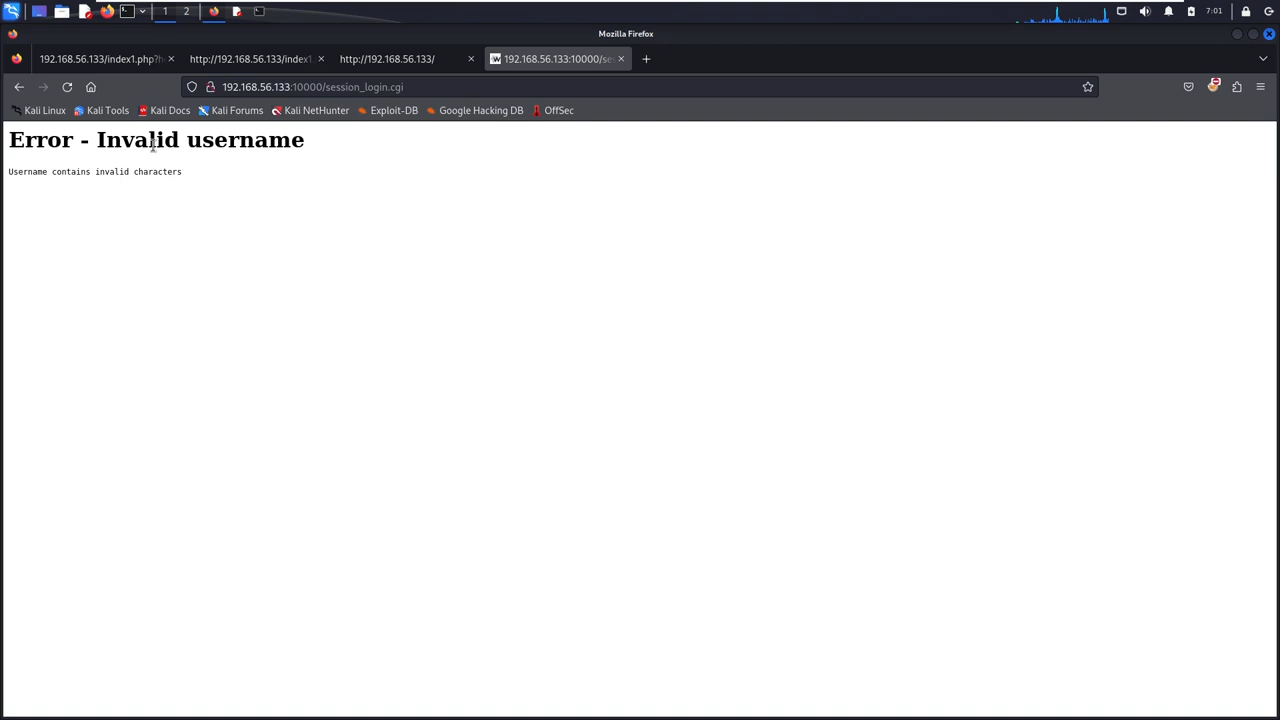 1 2 7:01
Mozilla Firefox
192.168.56.133/index1.php?h http://192.168.56.133/index1. http://192.168.56.133/ 192.168.56.133:10000/ses
192.168.56.133:10000/session_login.cgi
Kali Linux Kali Tools Kali Docs Kali Forums Kali NetHunter Exploit-DB Google Hacking DB OffSec
Error - Invalid username
Username contains invalid characters